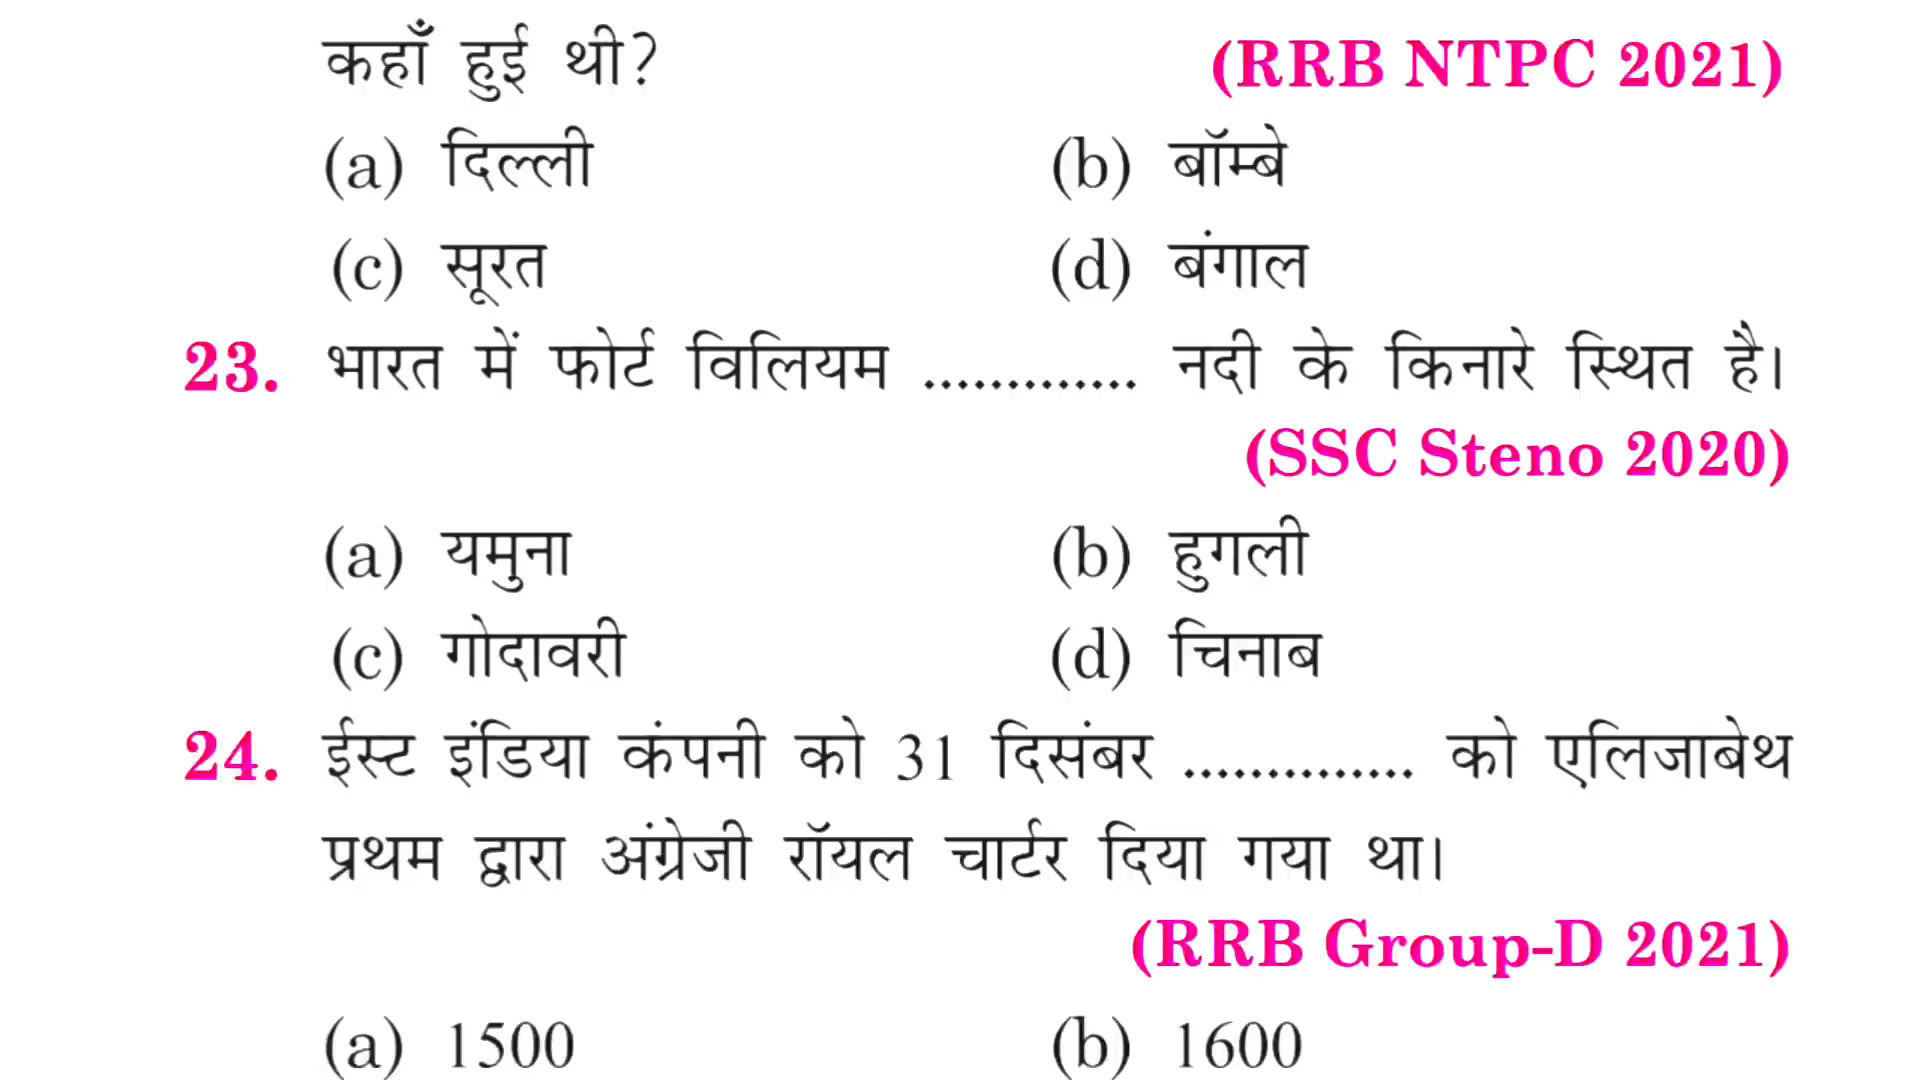 कहाँ हुई थी? (RRB NTPC 2021)
(a) दिल्ली (b) बॉम्बे
(c) सूरत (d) बंगाल
23. भारत में फोर्ट विलियम ............. नदी के किनारे स्थित है।
(SSC Steno 2020)
(a) यमुना (b) हुगली
(c) गोदावरी (d) चिनाब
24. ईस्ट इंडिया कंपनी को 31 दिसंबर .............. को एलिजाबेथ
प्रथम द्वारा अंग्रेजी रॉयल चार्टर दिया गया था।
(RRB Group-D 2021)
(a) 1500 (b) 1600